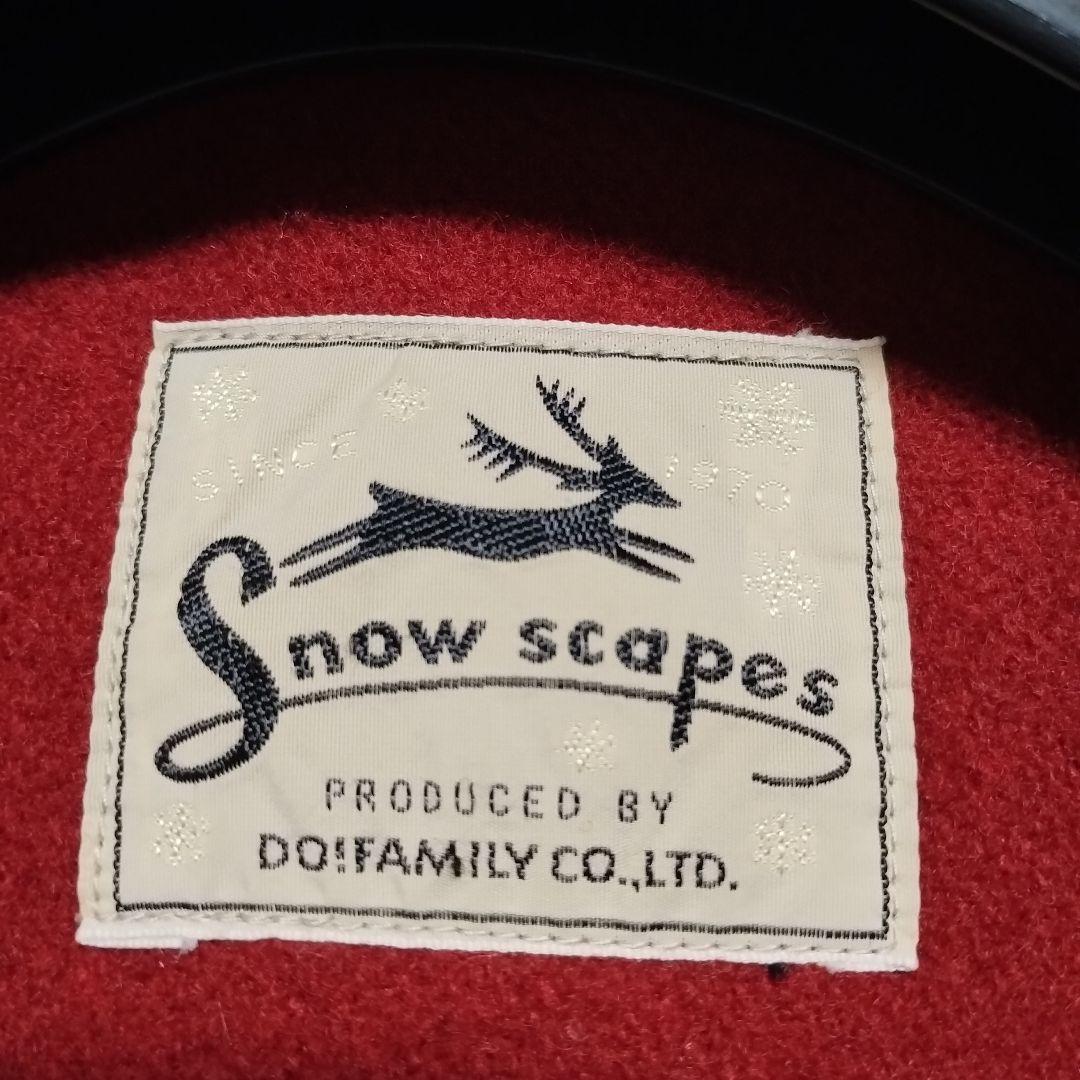 SINCE 1970
Snow scapes
PRODUCED BY
DO!FAMILY CO.,LTD.